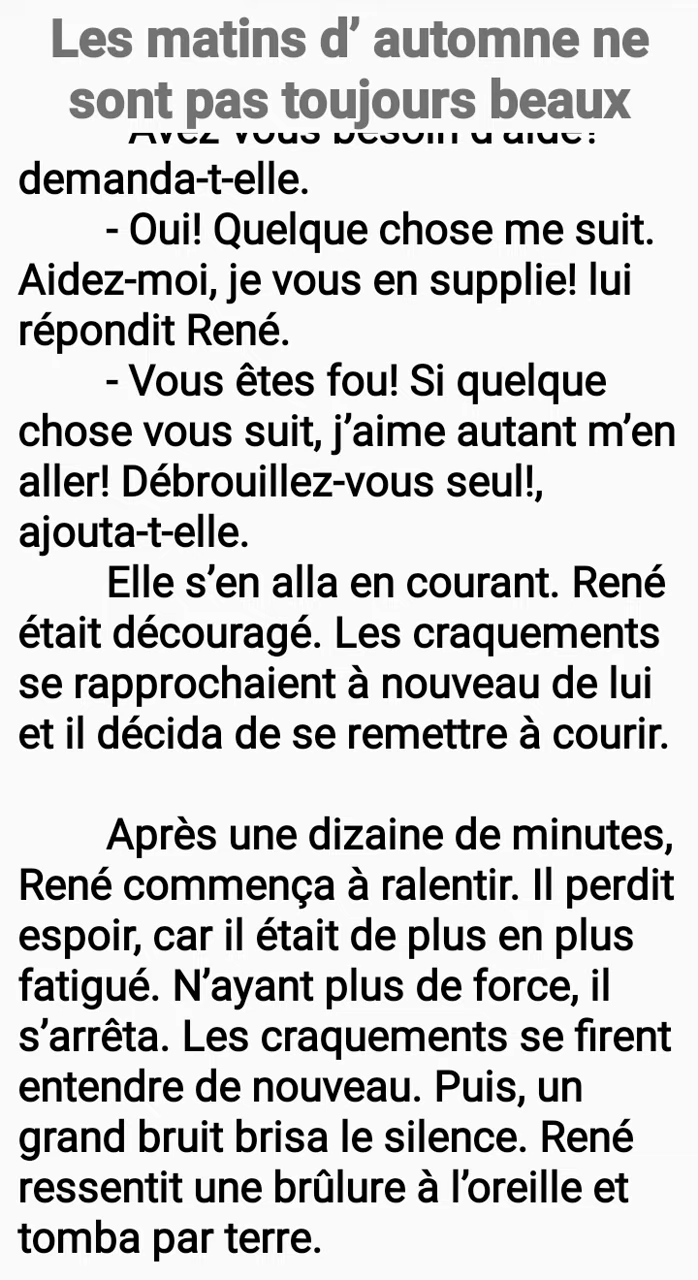 Les matins d’ automne ne
sont pas toujours beaux
Avez vous besoin d'aide?
demanda-t-elle.
- Oui! Quelque chose me suit.
Aidez-moi, je vous en supplie! lui
répondit René.
- Vous êtes fou! Si quelque
chose vous suit, j’aime autant m’en
aller! Débrouillez-vous seul!,
ajouta-t-elle.
Elle s’en alla en courant. René
était découragé. Les craquements
se rapprochaient à nouveau de lui
et il décida de se remettre à courir.
Après une dizaine de minutes,
René commença à ralentir. Il perdit
espoir, car il était de plus en plus
fatigué. N’ayant plus de force, il
s’arrêta. Les craquements se firent
entendre de nouveau. Puis, un
grand bruit brisa le silence. René
ressentit une brûlure à l’oreille et
tomba par terre.